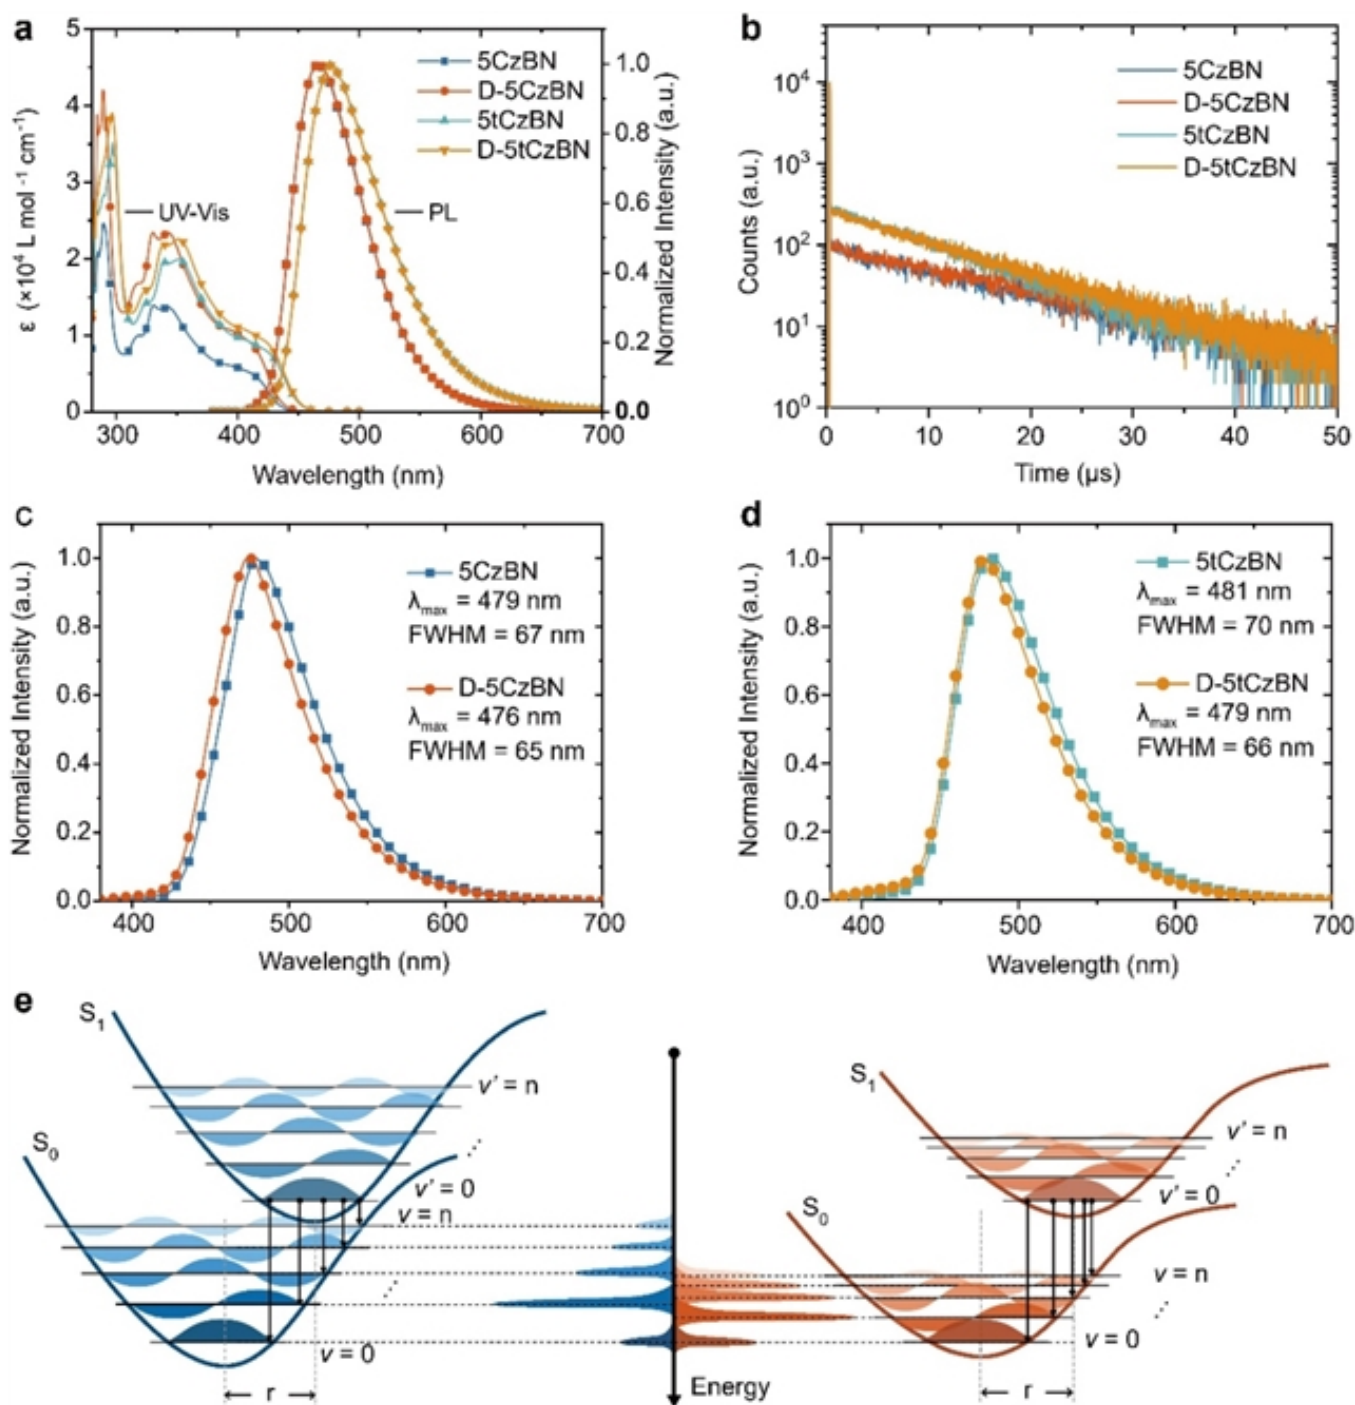 a
5CzBN
D-5CzBN
5tCzBN
D-5tCzBN
UV-Vis
PL
5
4
3
2
1
0
1.0
0.8
0.6
0.4
0.2
0.0
300
400
500
600
700
ε (×10⁴ L mol ⁻¹ cm⁻¹)
Normalized Intensity (a.u.)
Wavelength (nm)
b
5CzBN
D-5CzBN
5tCzBN
D-5tCzBN
10⁴
10³
10²
10¹
10⁰
0
10
20
30
40
50
Counts (a.u.)
Time (µs)
c
5CzBN
λmax = 479 nm
FWHM = 67 nm
D-5CzBN
λmax = 476 nm
FWHM = 65 nm
1.0
0.8
0.6
0.4
0.2
0.0
400
500
600
700
Normalized Intensity (a.u.)
Wavelength (nm)
d
5tCzBN
λmax = 481 nm
FWHM = 70 nm
D-5tCzBN
λmax = 479 nm
FWHM = 66 nm
1.0
0.8
0.6
0.4
0.2
0.0
400
500
600
700
Normalized Intensity (a.u.)
Wavelength (nm)
e
S₁
S₀
v' = n
v' = 0
v = n
v = 0
r
Energy
S₁
S₀
v' = n
v' = 0
v = n
v = 0
r